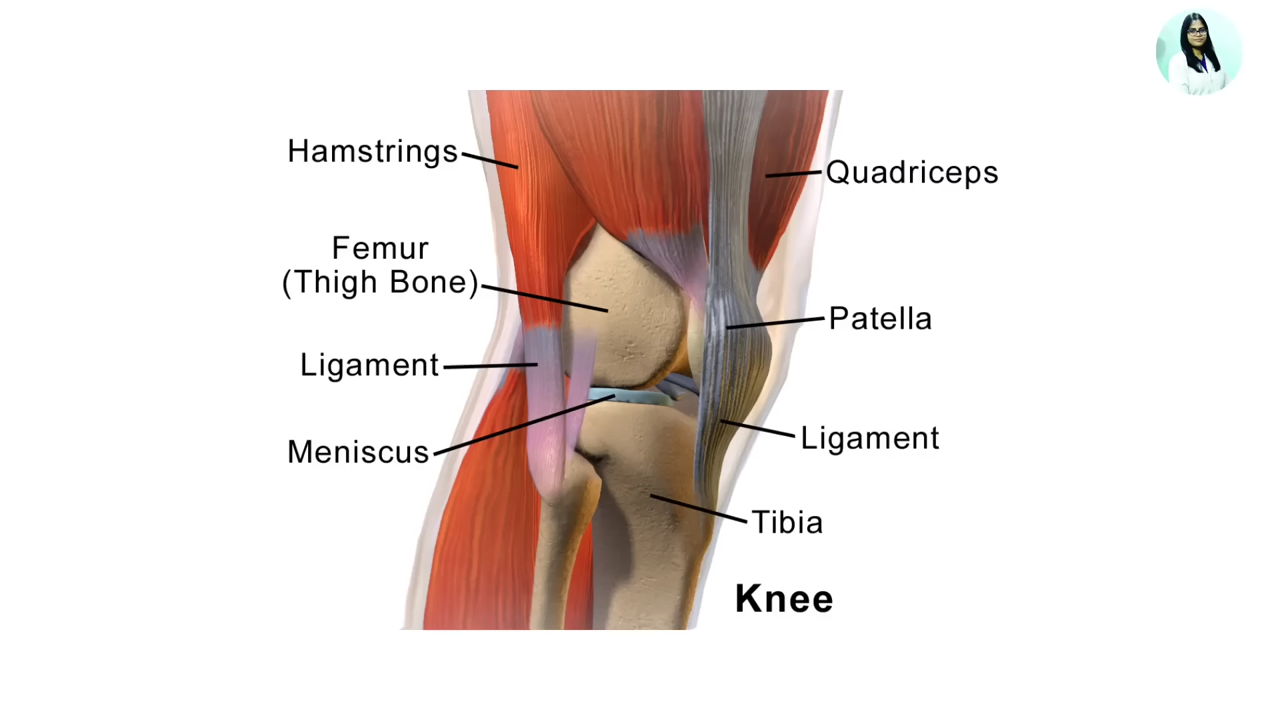 Hamstrings
Quadriceps
Femur
(Thigh Bone)
Patella
Ligament
Ligament
Meniscus
Tibia
Knee